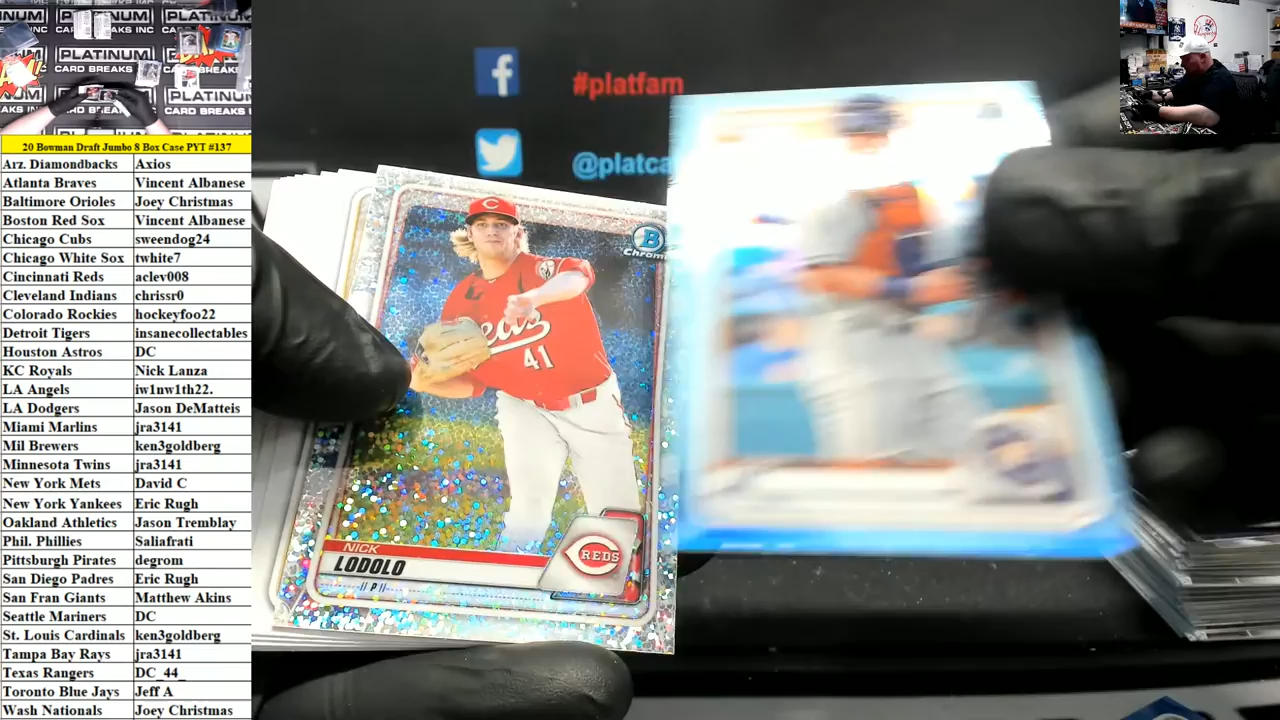 PLATINUM
CARD BREAKS INC
PLATINUM
PLATINUM
CARD BREAKS INC
20 Bowman Draft Jumbo 8 Box Case PYT #137
Arz. Diamondbacks Axios
Atlanta Braves Vincent Albanese
Baltimore Orioles Joey Christmas
Boston Red Sox Vincent Albanese
Chicago Cubs sweendog24
Chicago White Sox twhite7
Cincinnati Reds aclev008
Cleveland Indians chrissr0
Colorado Rockies hockeyfoo22
Detroit Tigers insanecollectables
Houston Astros DC
KC Royals Nick Lanza
LA Angels iw1nw1th22.
LA Dodgers Jason DeMatteis
Miami Marlins jra3141
Mil Brewers ken3goldberg
Minnesota Twins jra3141
New York Mets David C
New York Yankees Eric Rugh
Oakland Athletics Jason Tremblay
Phil. Phillies Saliafrati
Pittsburgh Pirates degrom
San Diego Padres Eric Rugh
San Fran Giants Matthew Akins
Seattle Mariners DC
St. Louis Cardinals ken3goldberg
Tampa Bay Rays jra3141
Texas Rangers DC_44_
Toronto Blue Jays Jeff A
Wash Nationals Joey Christmas
f
#platfam
@platca
C
B
Chrome
Reds
41
NICK
LODOLO
// P //
REDS